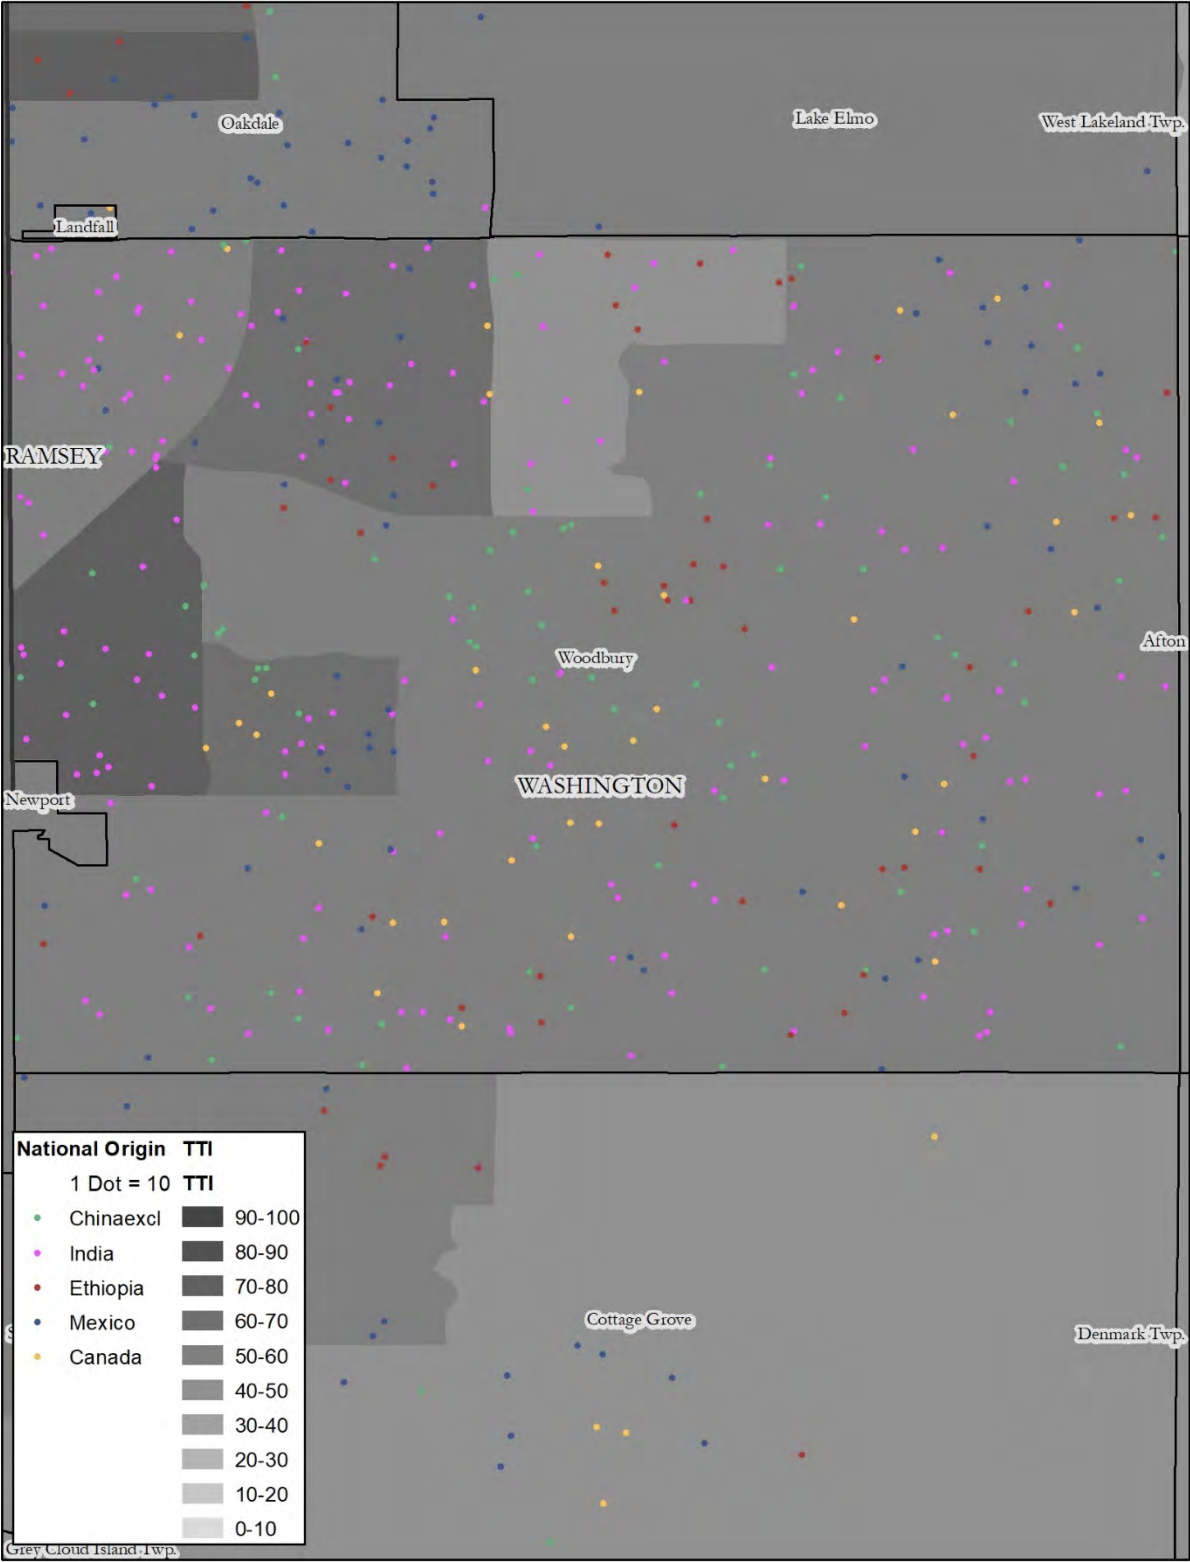 Oakdale
Lake Elmo
West Lakeland Twp.
Landfall
RAMSEY
Afton
Woodbury
WASHINGTON
Newport
National Origin TTI
1 Dot = 10 TTI
Chinaexcl 90-100
India 80-90
Ethiopia 70-80
Mexico 60-70
Canada 50-60
40-50
30-40
20-30
10-20
0-10
Cottage Grove
Denmark Twp.
Grey Cloud Island Twp.